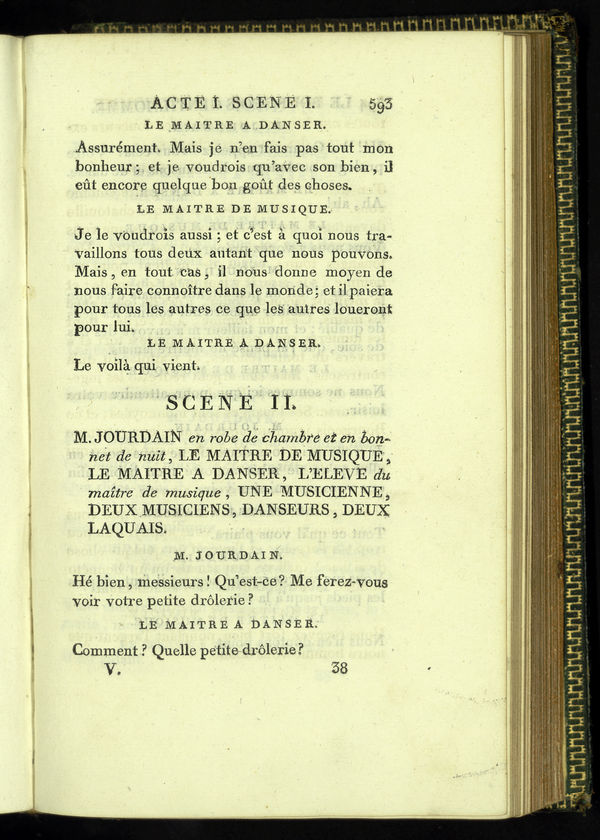 ACTE I. SCENE I. 593
LE MAITRE A DANSER.
Assurément. Mais je n'en fais pas tout mon
bonheur ; et je voudrois qu'avec son bien, il
eût encore quelque bon goût des choses.
LE MAITRE DE MUSIQUE.
Je le voudrois aussi ; et c'est à quoi nous tra-
vaillons tous deux autant que nous pouvons.
Mais, en tout cas, il nous donne moyen de
nous faire connoître dans le monde ; et il paiera
pour tous les autres ce que les autres loueront
pour lui.
LE MAITRE A DANSER.
Le voilà qui vient.
SCENE II.
M. JOURDAIN en robe de chambre et en bon-
net de nuit, LE MAITRE DE MUSIQUE,
LE MAITRE A DANSER, L'ELEVE du
maître de musique, UNE MUSICIENNE,
DEUX MUSICIENS, DANSEURS, DEUX
LAQUAIS.
M. JOURDAIN.
Hé bien, messieurs ! Qu'est-ce ? Me ferez-vous
voir votre petite drôlerie ?
LE MAITRE A DANSER.
Comment ? Quelle petite drôlerie ?
V. 38